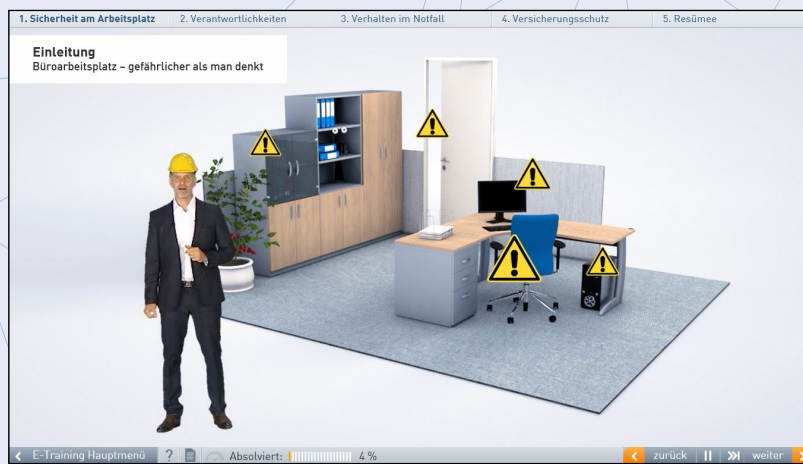 1. Sicherheit am Arbeitsplatz 2. Verantwortlichkeiten 3. Verhalten im Notfall 4. Versicherungsschutz 5. Resümee
Einleitung
Büroarbeitsplatz – gefährlicher als man denkt
E-Training Hauptmenü ? Absolviert: 4 % zurück weiter